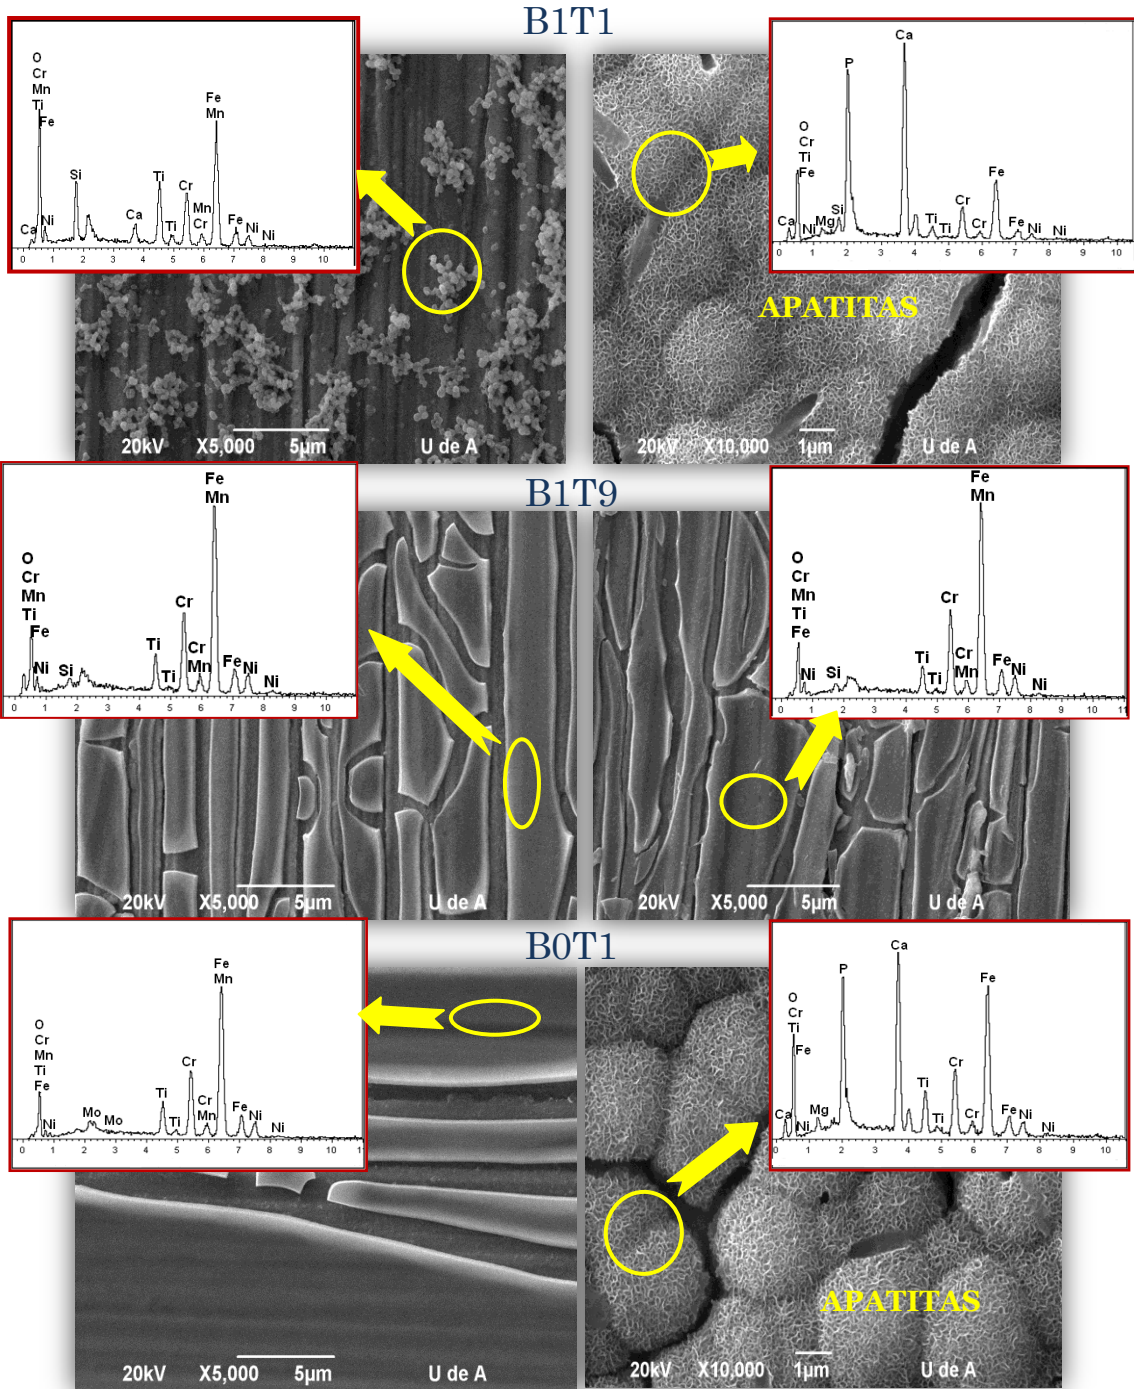 B1T1
O
Cr
Mn
Ti
Fe
Ca
Ni
Si
Ca
Ti
Ti
Cr
Mn
Cr
Fe
Mn
Fe
Ni
Ni
0 1 2 3 4 5 6 7 8 9 10
20kV X5,000 5µm U de A
Ca
P
O
Cr
Ti
Fe
Ca
Ni
Mg
Si
Ti
Ti
Cr
Cr
Fe
Fe
Ni
Ni
0 1 2 3 4 5 6 7 8 9 10
APATITAS
20kV X10,000 1µm U de A
B1T9
O
Cr
Mn
Ti
Fe
Ni
Si
Ti
Ti
Cr
Cr
Mn
Fe
Mn
Fe
Ni
Ni
0 1 2 3 4 5 6 7 8 9 10
20kV X5,000 5µm U de A
O
Cr
Mn
Ti
Fe
Ni
Si
Ti
Ti
Cr
Cr
Mn
Fe
Mn
Fe
Ni
Ni
0 1 2 3 4 5 6 7 8 9 10 11
20kV X5,000 5µm U de A
B0T1
O
Cr
Mn
Ti
Fe
Ni
Mo
Mo
Ti
Ti
Cr
Cr
Mn
Fe
Mn
Fe
Ni
Ni
0 1 2 3 4 5 6 7 8 9 10 11
20kV X5,000 5µm U de A
O
Cr
Ti
Fe
Ca
Ni
Mg
P
Ca
Ti
Ti
Cr
Cr
Fe
Fe
Ni
Ni
0 1 2 3 4 5 6 7 8 9 10
APATITAS
20kV X10,000 1µm U de A